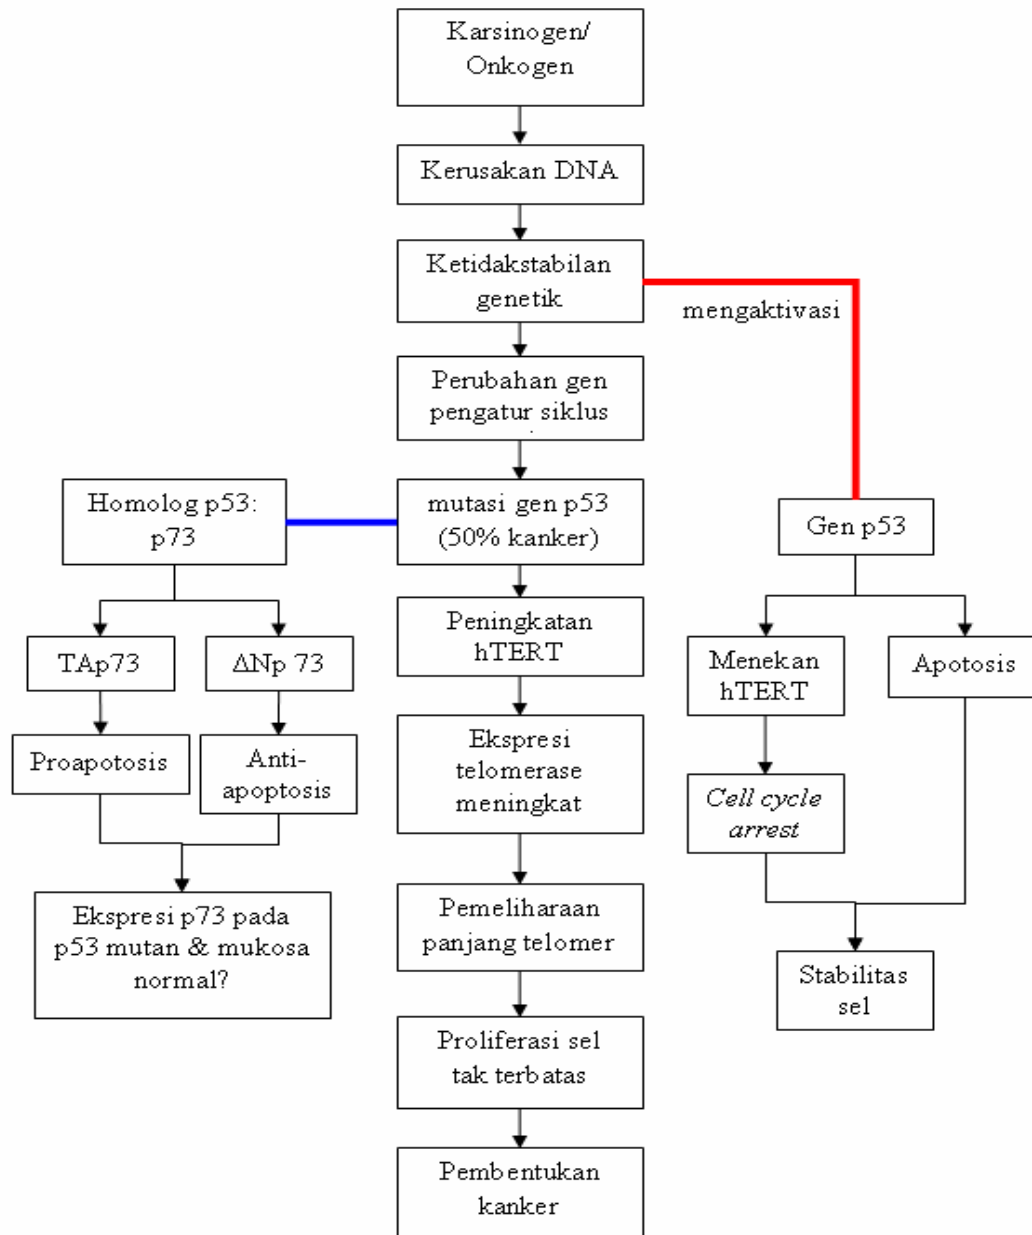 Karsinogen/
Onkogen
Kerusakan DNA
Ketidakstabilan
genetik
mengaktivasi
Perubahan gen
pengatur siklus
Homolog p53:
p73
mutasi gen p53
(50% kanker)
Gen p53
TAp73
ΔNp 73
Peningkatan
hTERT
Menekan
hTERT
Apotosis
Proapotosis
Anti-
apoptosis
Ekspresi
telomerase
meningkat
Cell cycle
arrest
Ekspresi p73 pada
p53 mutan & mukosa
normal?
Pemeliharaan
panjang telomer
Stabilitas
sel
Proliferasi sel
tak terbatas
Pembentukan
kanker